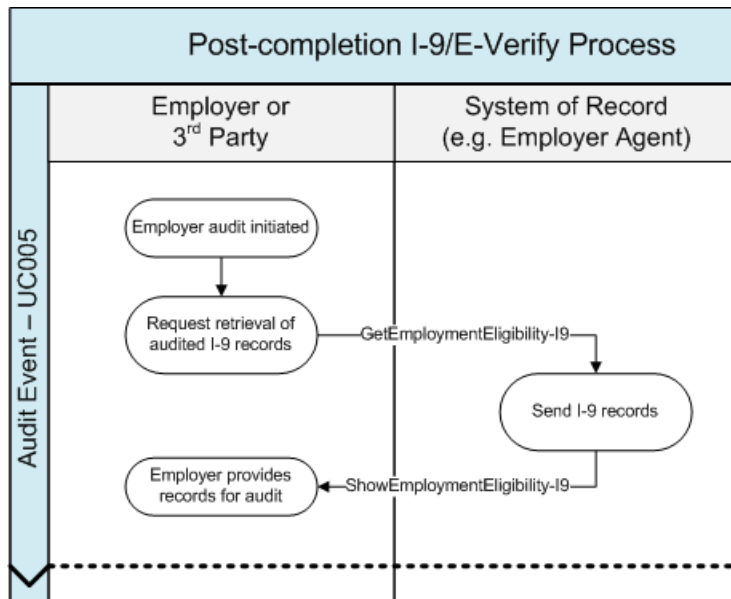 Post-completion I-9/E-Verify Process
Employer or
3rd Party
System of Record
(e.g. Employer Agent)
Audit Event – UC005
Employer audit initiated
Request retrieval of
audited I-9 records
GetEmploymentEligibility-I9
Send I-9 records
Employer provides
records for audit
ShowEmploymentEligibility-I9